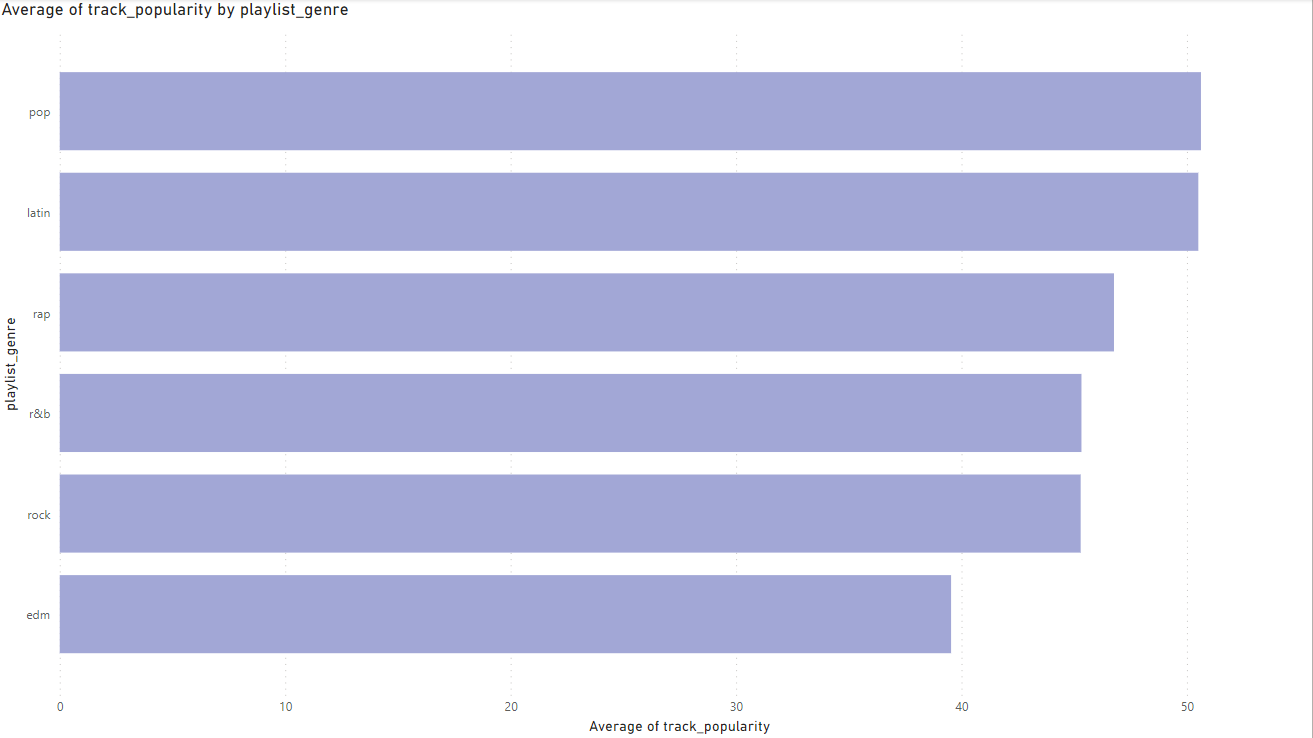 Average of track_popularity by playlist_genre
playlist_genre
pop
latin
rap
r&b
rock
edm
0 10 20 30 40 50
Average of track_popularity